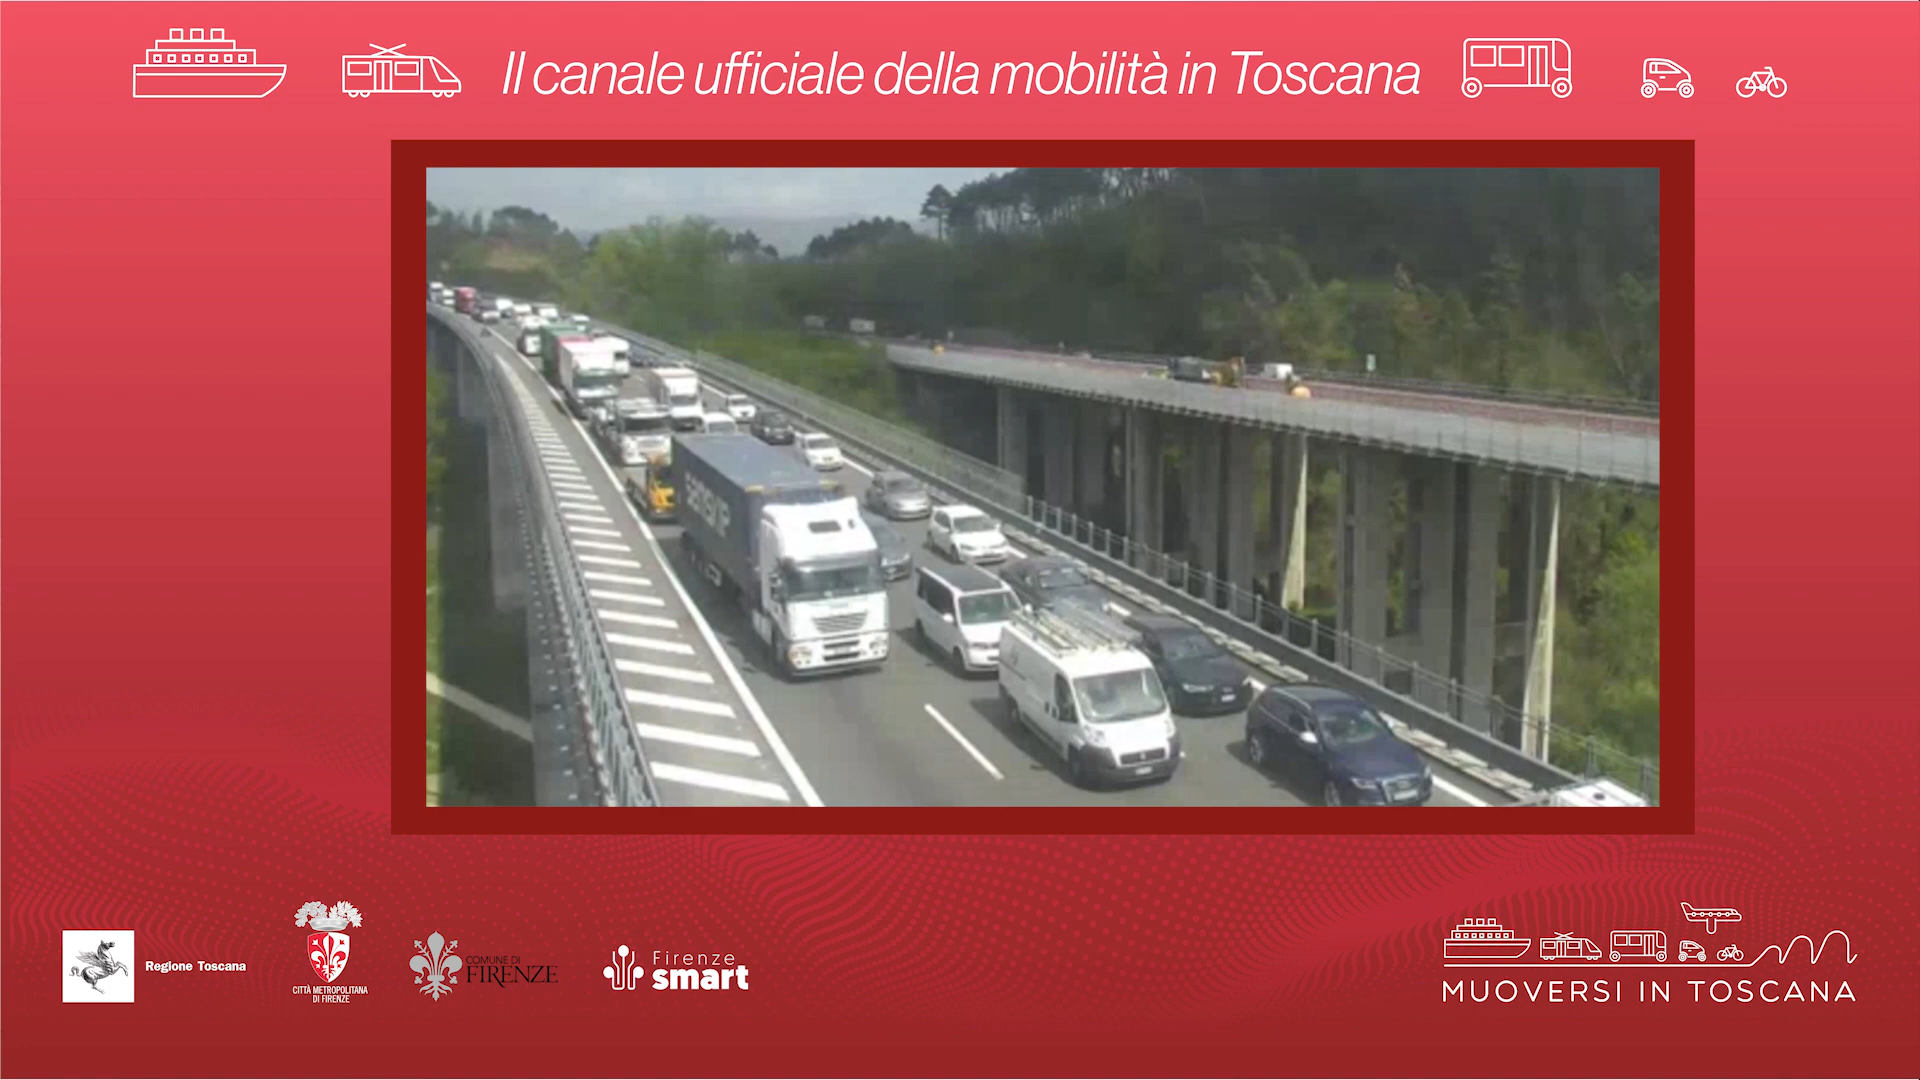 Il canale ufficiale della mobilità in Toscana
Regione Toscana
CITTÀ METROPOLITANA
DI FIRENZE
COMUNE DI
FIRENZE
Firenze
smart
MUOVERSI IN TOSCANA